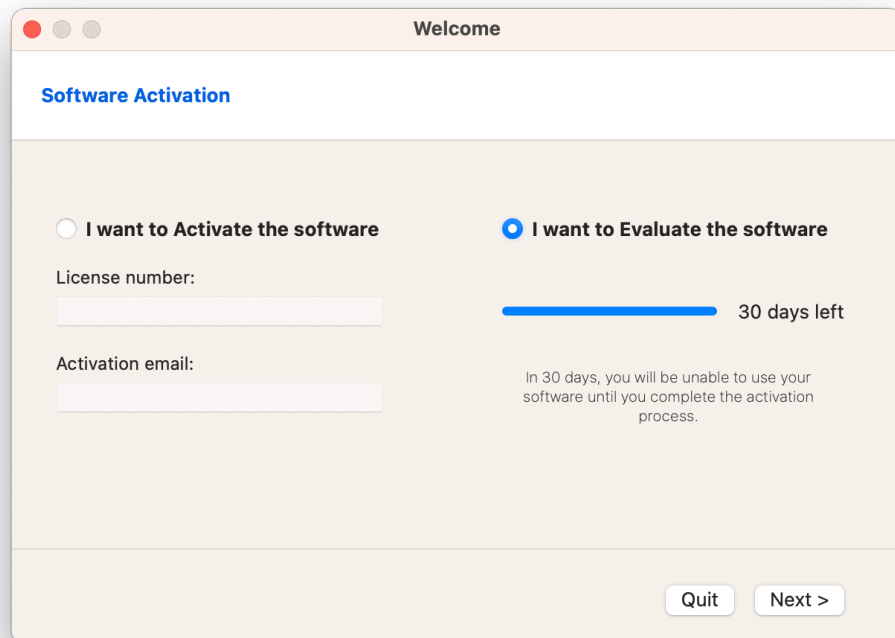 Welcome
Software Activation
I want to Activate the software
License number:
Activation email:
I want to Evaluate the software
30 days left
In 30 days, you will be unable to use your
software until you complete the activation
process.
Quit
Next >